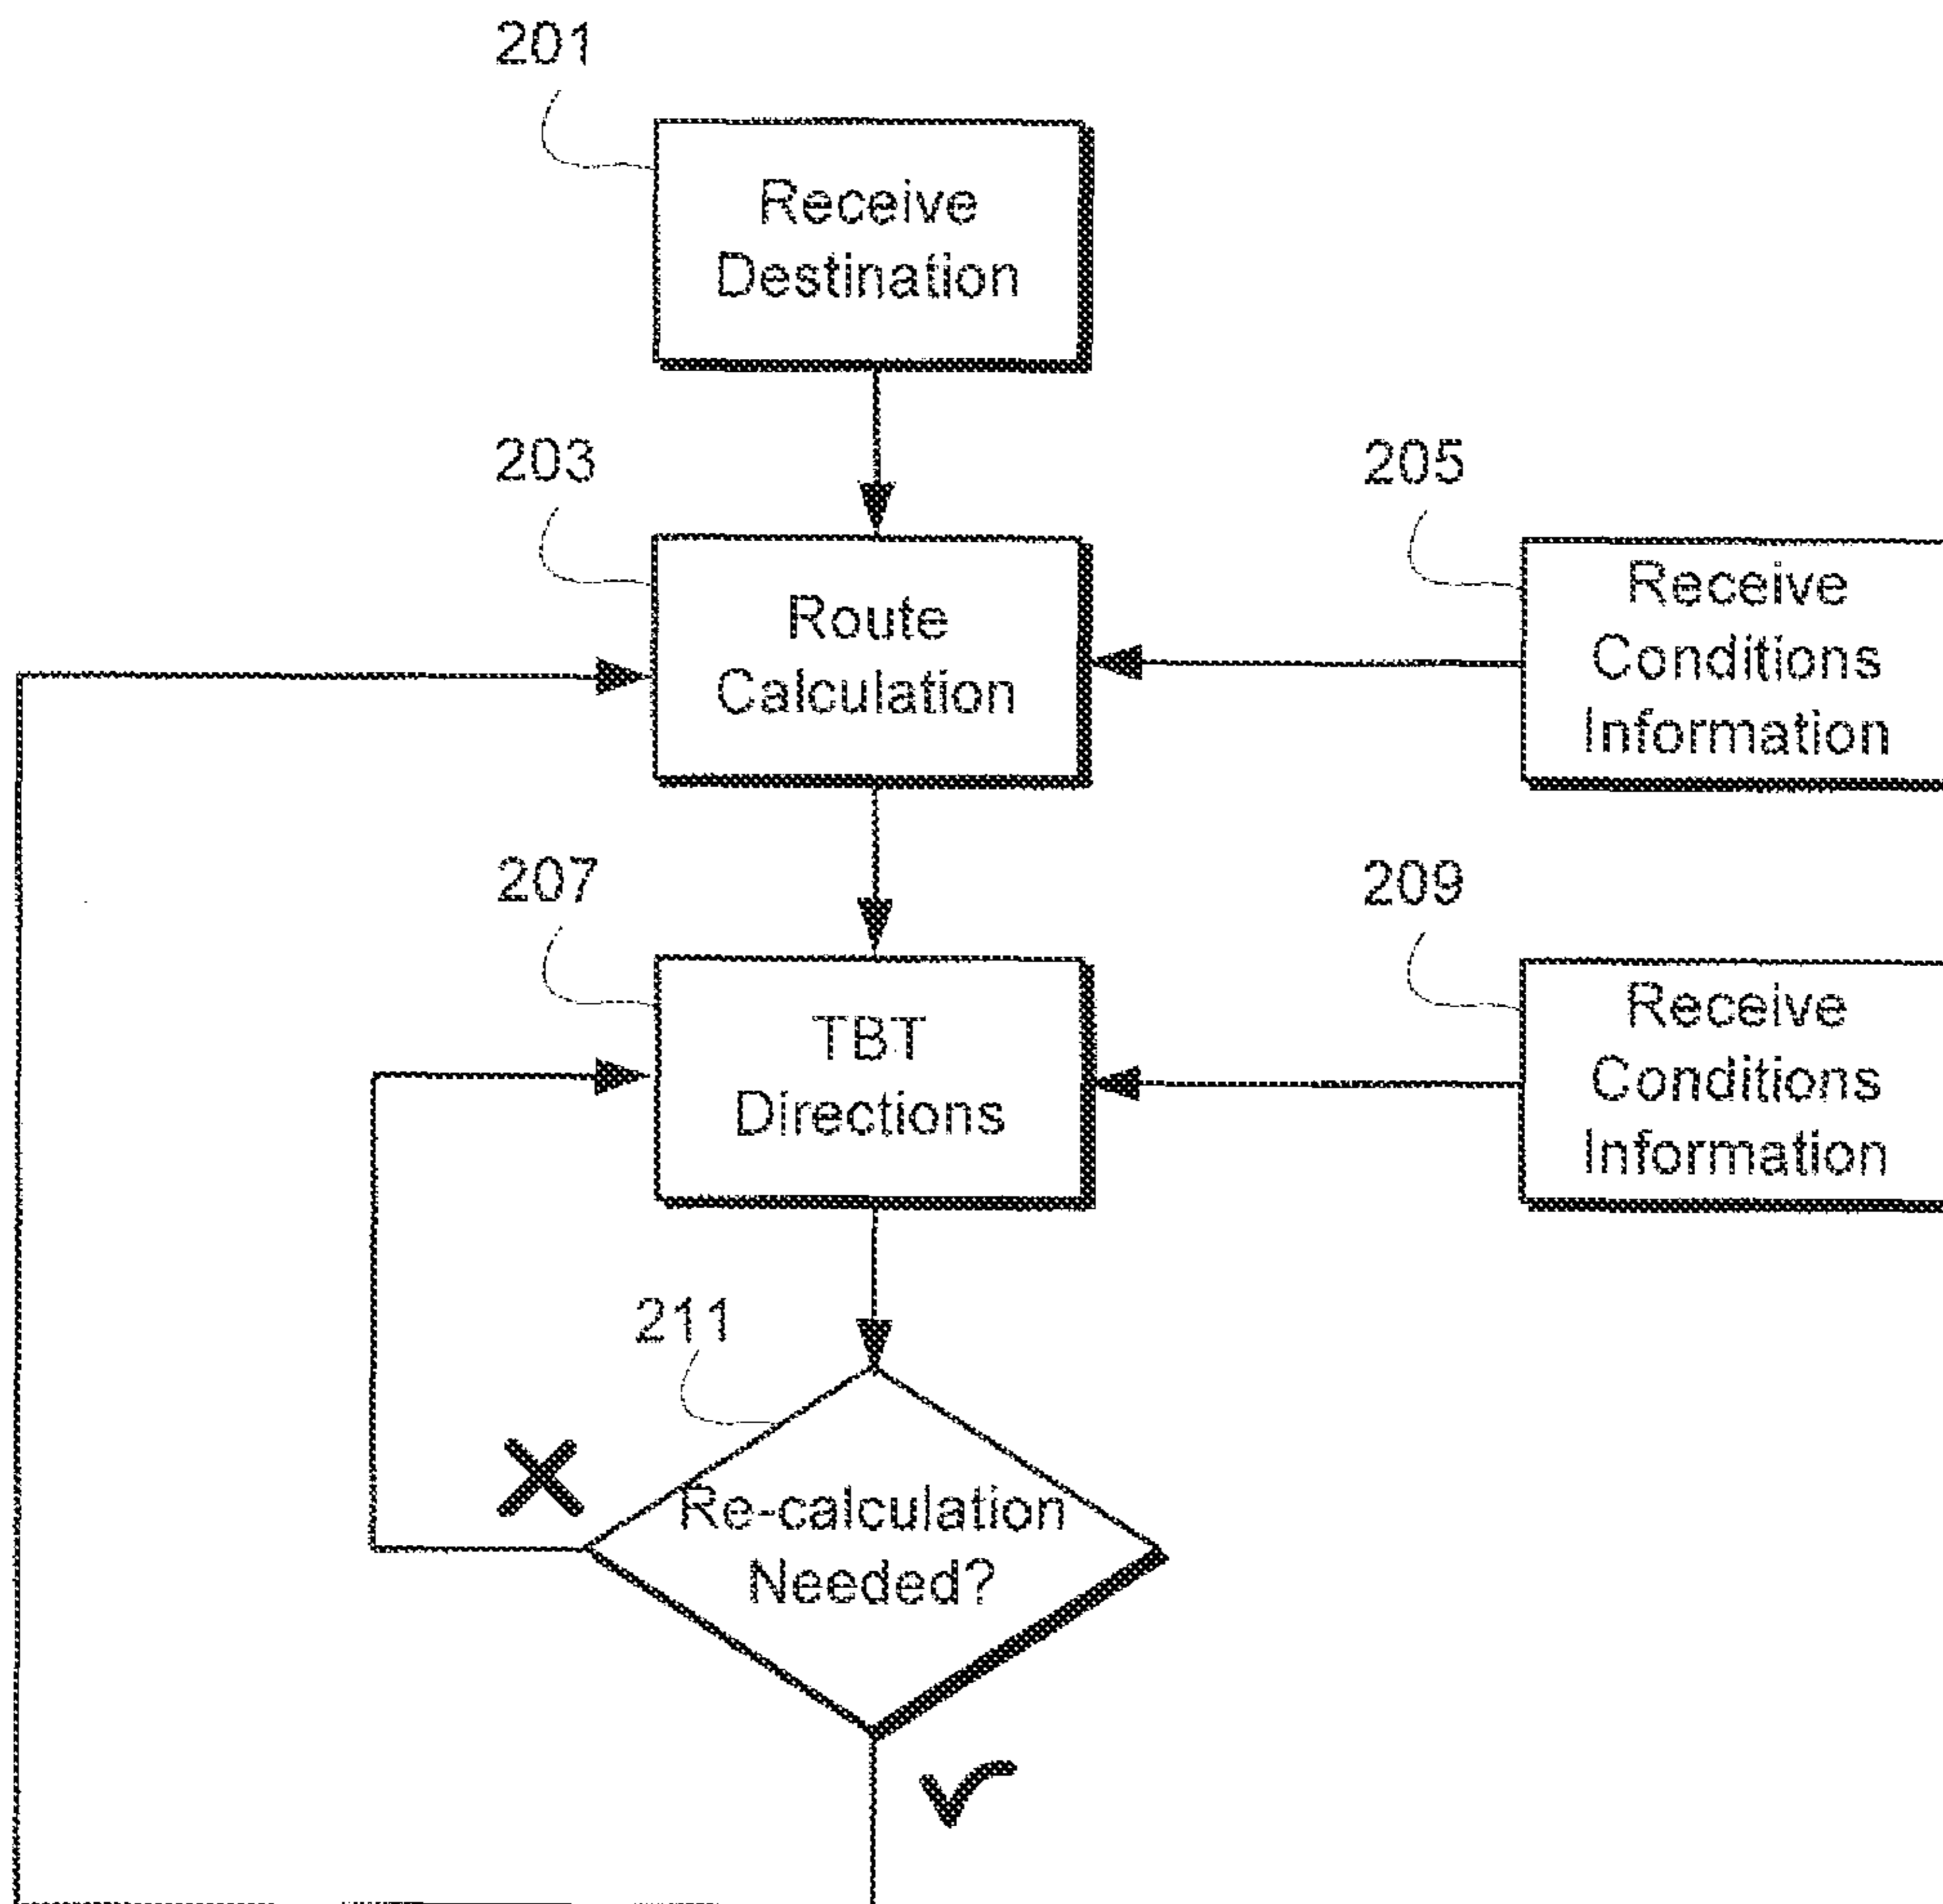 201
Receive
Destination
203
Route
Calculation
205
Receive
Conditions
Information
207
TBT
Directions
209
Receive
Conditions
Information
211
Re-calculation
Needed?